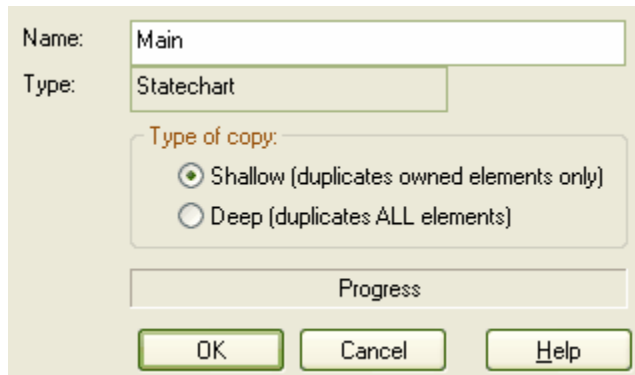 Name: Main
Type: Statechart
Type of copy:
Shallow (duplicates owned elements only)
Deep (duplicates ALL elements)
Progress
OK Cancel Help